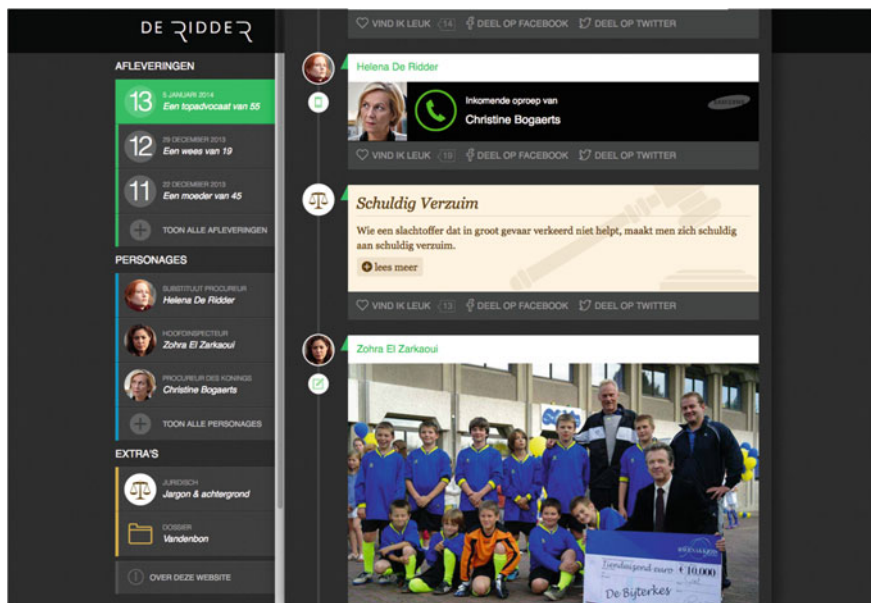 DE RIDDER
AFLEVERINGEN
13
5 JANUARI 2014
Een topadvocaat van 55
12
29 DECEMBER 2013
Een wees van 19
11
22 DECEMBER 2013
Een moeder van 45
TOON ALLE AFLEVERINGEN
PERSONAGES
SUBSTITUUT PROCUREUR
Helena De Ridder
HOOFDINSPECTEUR
Zohra El Zarkaoui
PROCUREUR DES KONINGS
Christine Bogaerts
TOON ALLE PERSONAGES
EXTRA'S
JURIDISCH
Jargon & achtergrond
DOSSIER
Vandenbon
OVER DEZE WEBSITE
VIND IK LEUK 14 DEEL OP FACEBOOK DEEL OP TWITTER
Helena De Ridder
Inkomende oproep van
Christine Bogaerts
SAMSUNG
VIND IK LEUK 19 DEEL OP FACEBOOK DEEL OP TWITTER
Schuldig Verzuim
Wie een slachtoffer dat in groot gevaar verkeerd niet helpt, maakt men zich schuldig
aan schuldig verzuim.
lees meer
VIND IK LEUK 13 DEEL OP FACEBOOK DEEL OP TWITTER
Zohra El Zarkaoui
Tienduizend euro € 10.000
De Bijterkes